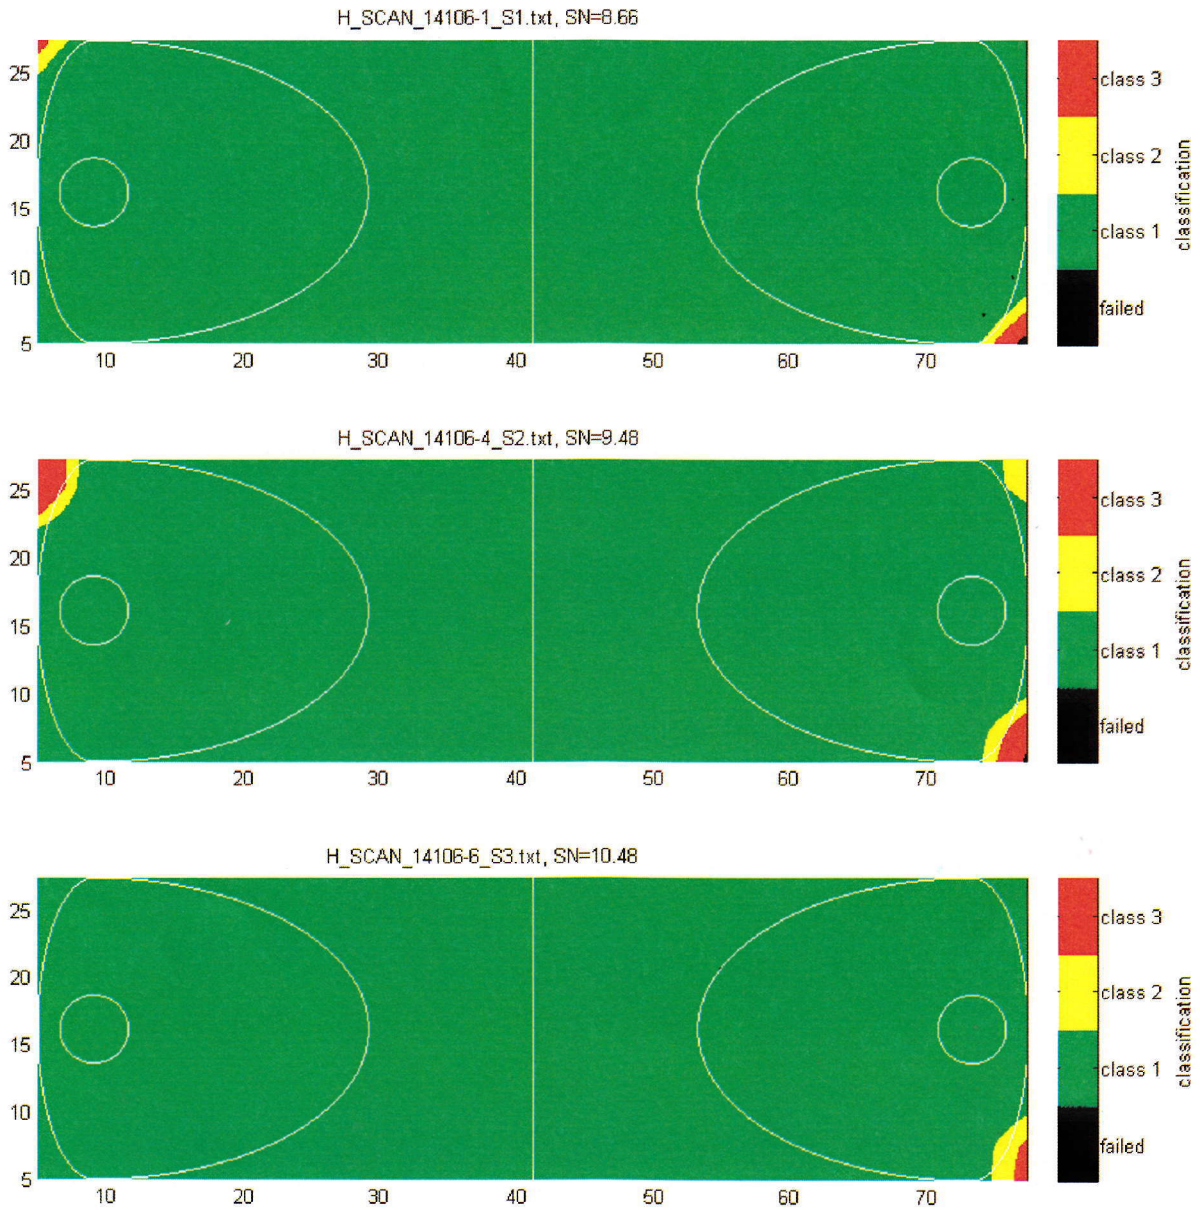 H_SCAN_14106-1_S1.txt, SN=8.66
25
20
15
10
5
10 20 30 40 50 60 70
class 3
class 2
class 1
failed
classification
H_SCAN_14106-4_S2.txt, SN=9.48
25
20
15
10
5
10 20 30 40 50 60 70
class 3
class 2
class 1
failed
classification
H_SCAN_14106-6_S3.txt, SN=10.48
25
20
15
10
5
10 20 30 40 50 60 70
class 3
class 2
class 1
failed
classification